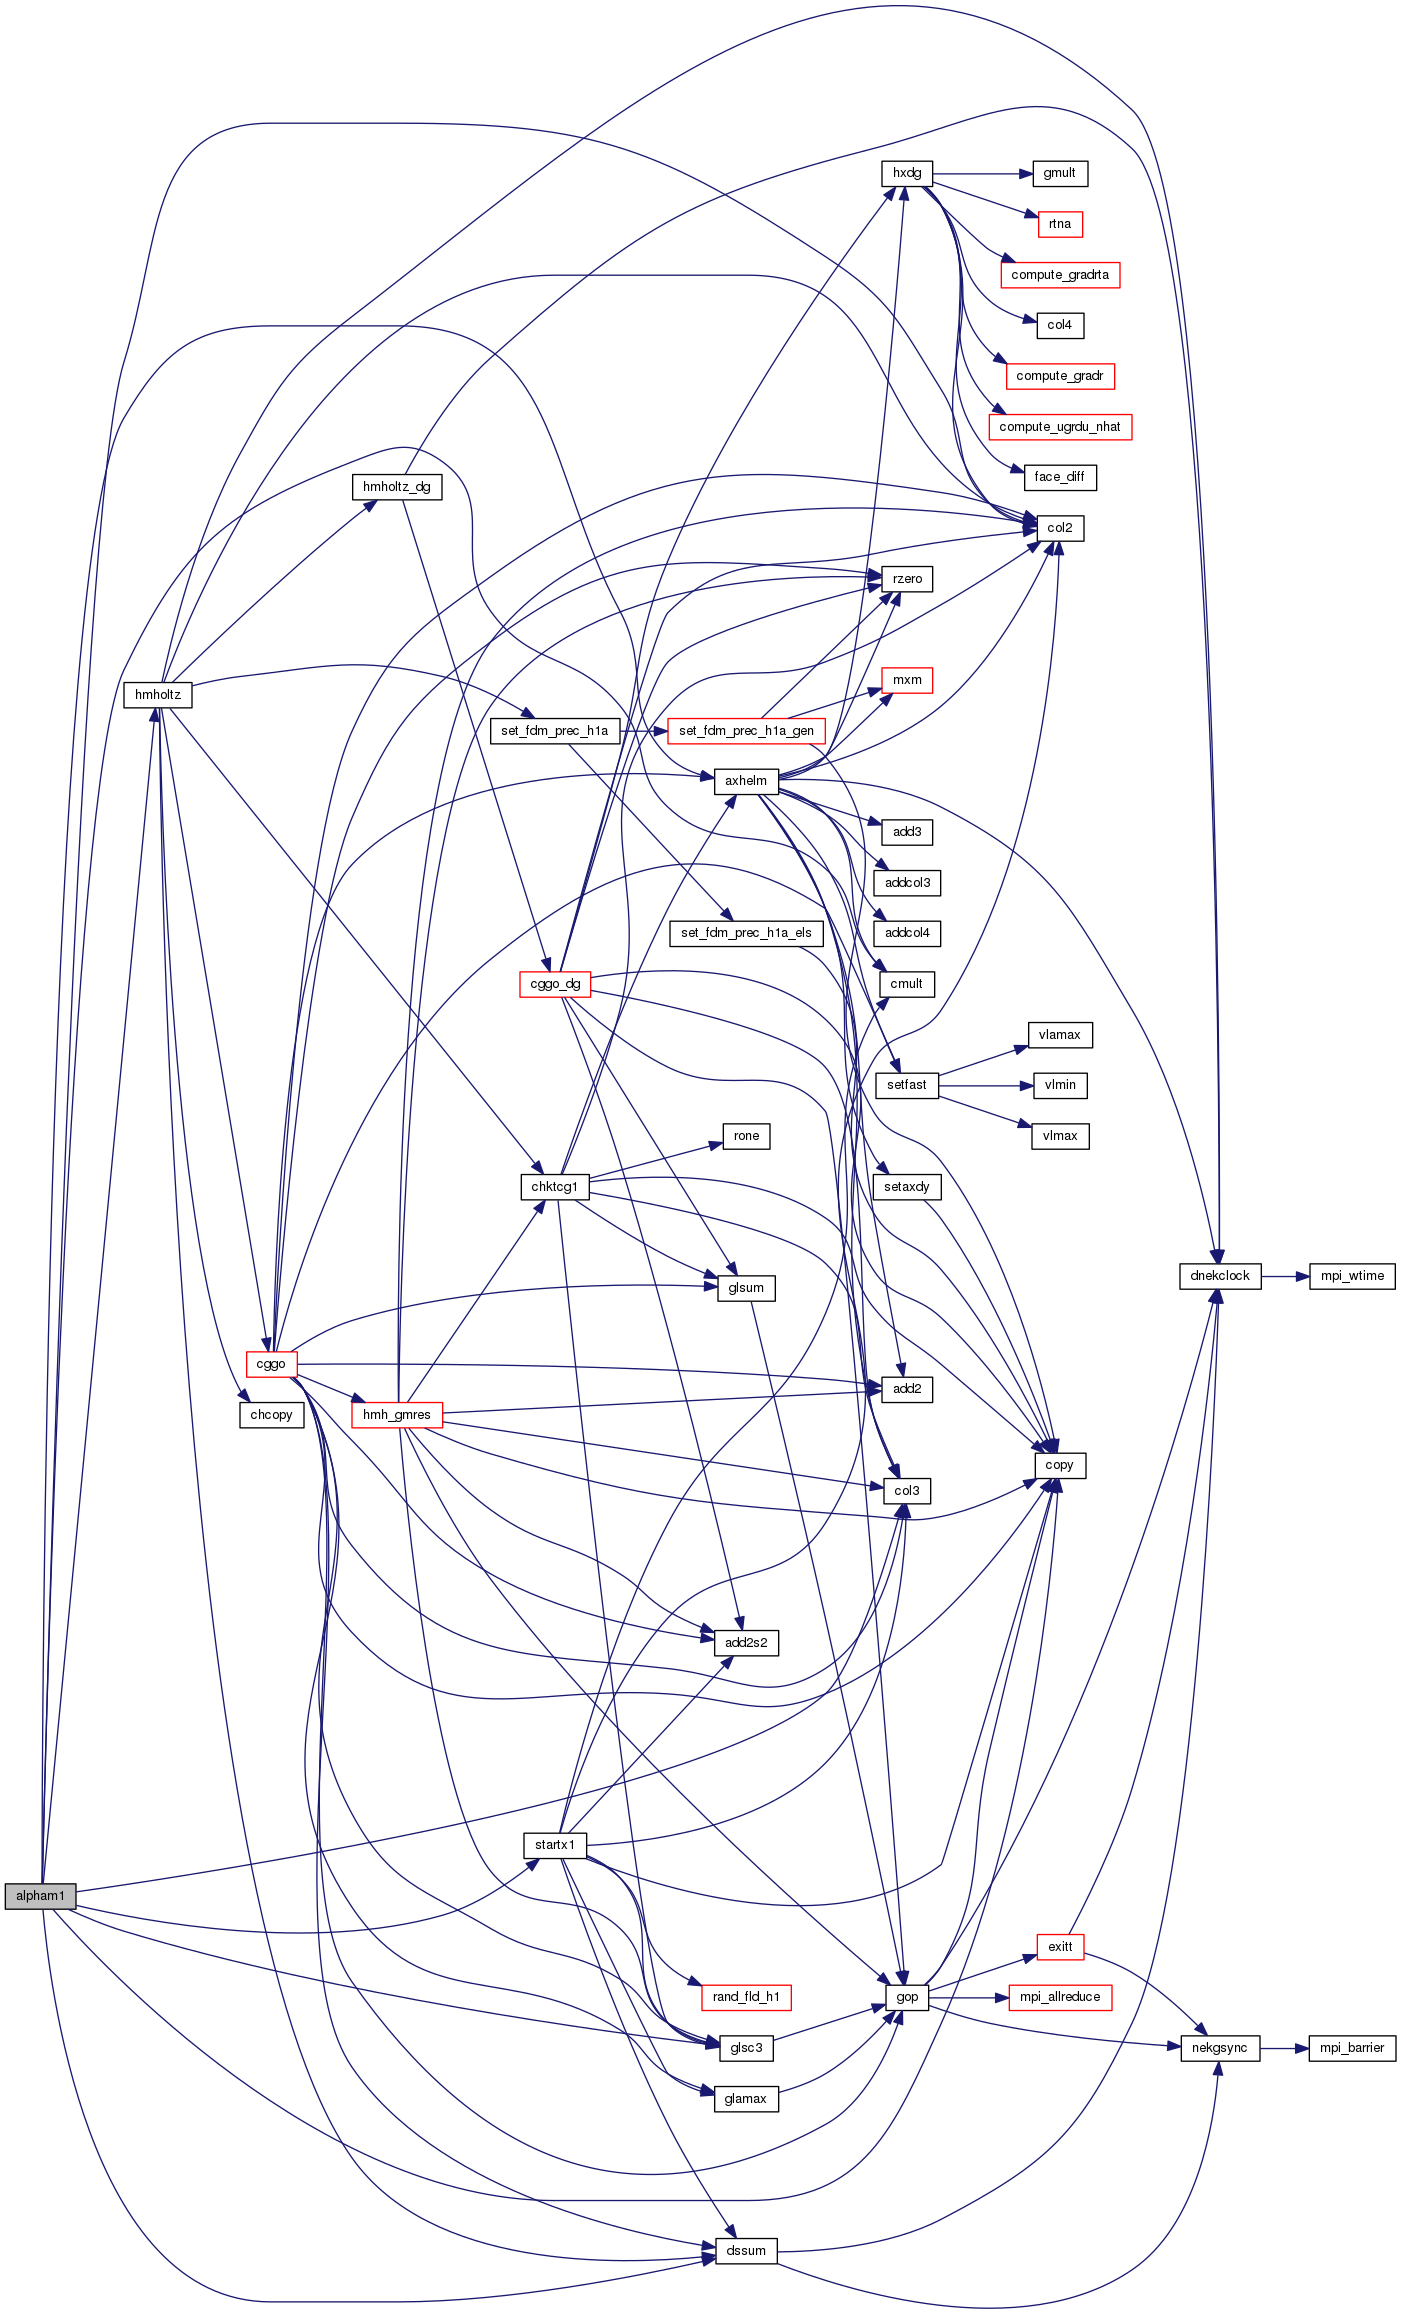 hxdg
gmult
rtna
compute_gradrta
col4
compute_gradr
compute_ugrdu_nhat
face_diff
hmholtz_dg
col2
rzero
mxm
hmholtz
set_fdm_prec_h1a
set_fdm_prec_h1a_gen
axhelm
add3
addcol3
addcol4
set_fdm_prec_h1a_els
cggo_dg
cmult
vlamax
setfast
vlmin
vlmax
rone
chktcg1
setaxdy
glsum
dnekclock
mpi_wtime
cggo
add2
chcopy
hmh_gmres
copy
col3
add2s2
startx1
alpham1
exitt
rand_fld_h1
gop
mpi_allreduce
glsc3
nekgsync
mpi_barrier
glamax
dssum